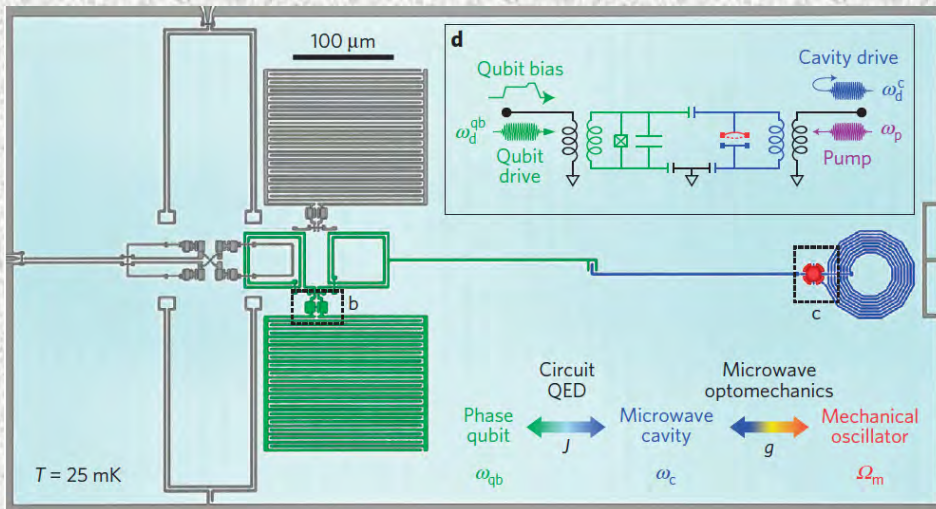 100 μm
d
Qubit bias
ω_d^qb
Qubit
drive
Cavity drive
ω_d^c
ω_p
Pump
b
c
Circuit
QED
Microwave
optomechanics
Phase
qubit
J
Microwave
cavity
g
Mechanical
oscillator
T = 25 mK
ω_qb
ω_c
Ω_m